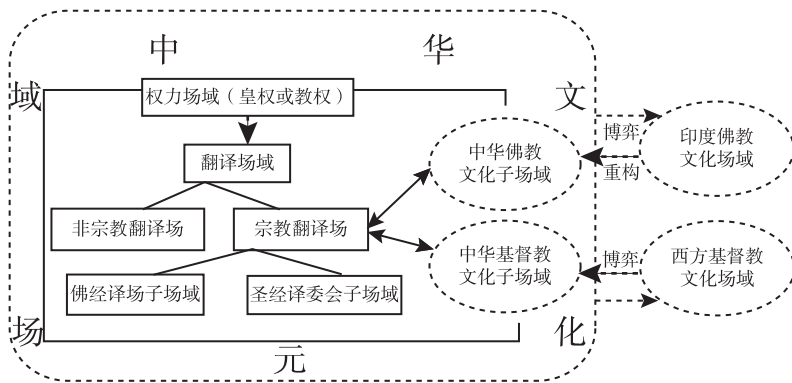 中 华
域
文
权力场域（皇权或教权）
博弈
印度佛教
文化场域
中华佛教
文化子场域
翻译场域
重构
非宗教翻译场
宗教翻译场
中华基督教
文化子场域
博弈
西方基督教
文化场域
佛经译场子场域
圣经译委会子场域
场
化
元